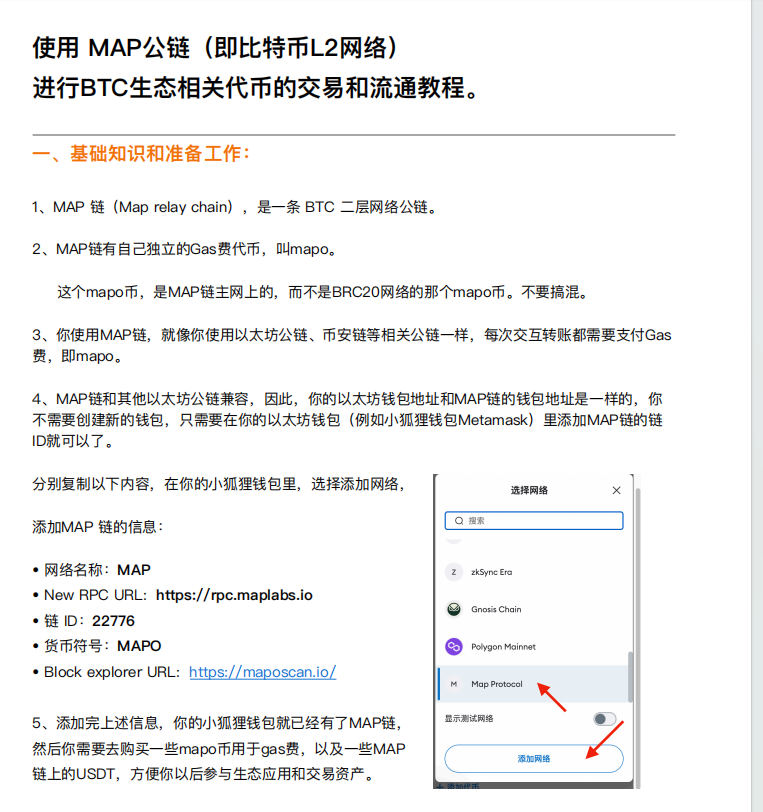 使用 MAP公链（即比特币L2网络）
进行BTC生态相关代币的交易和流通教程。
一、基础知识和准备工作：
1、MAP 链（Map relay chain），是一条 BTC 二层网络公链。
2、MAP链有自己独立的Gas费代币，叫mapo。
这个mapo币，是MAP链主网上的，而不是BRC20网络的那个mapo币。不要搞混。
3、你使用MAP链，就像你使用以太坊公链、币安链等相关公链一样，每次交互转账都需要支付Gas
费，即mapo。
4、MAP链和其他以太坊公链兼容，因此，你的以太坊钱包地址和MAP链的钱包地址是一样的，你
不需要创建新的钱包，只需要在你的以太坊钱包（例如小狐狸钱包Metamask）里添加MAP链的链
ID就可以了。
分别复制以下内容，在你的小狐狸钱包里，选择添加网络，
添加MAP 链的信息：
• 网络名称：MAP
• New RPC URL: https://rpc.maplabs.io
• 链 ID：22776
• 货币符号：MAPO
• Block explorer URL: https://maposcan.io/
5、添加完上述信息，你的小狐狸钱包就已经有了MAP链，
然后你需要去购买一些mapo币用于gas费，以及一些MAP
链上的USDT，方便你以后参与生态应用和交易资产。
选择网络
搜索
Z zkSync Era
Gnosis Chain
Polygon Mainnet
M Map Protocol
显示测试网络
添加网络
+ 添加代币